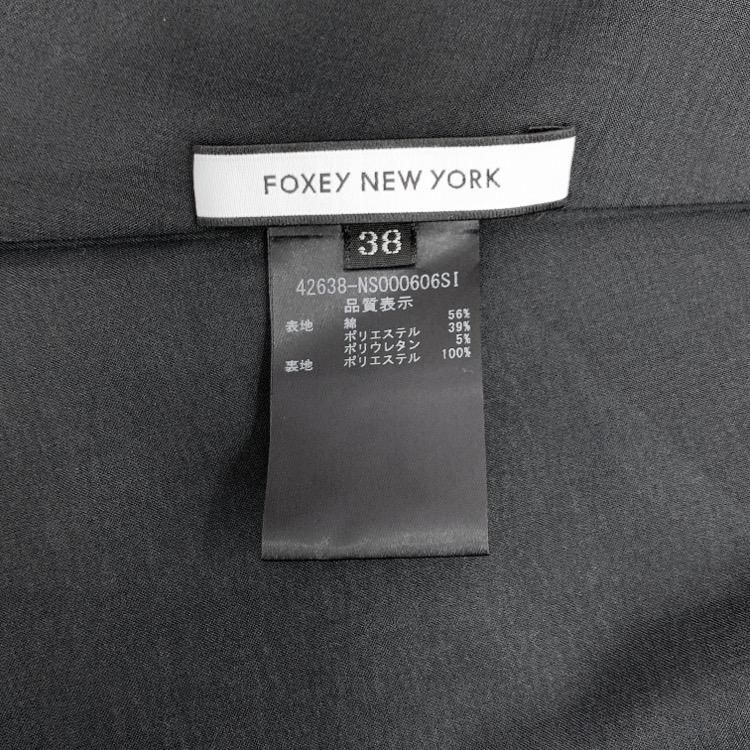 FOXEY NEW YORK
38
42638-NS000606SI
品質表示
表地 綿 56%
ポリエステル 39%
ポリウレタン 5%
裏地 ポリエステル 100%